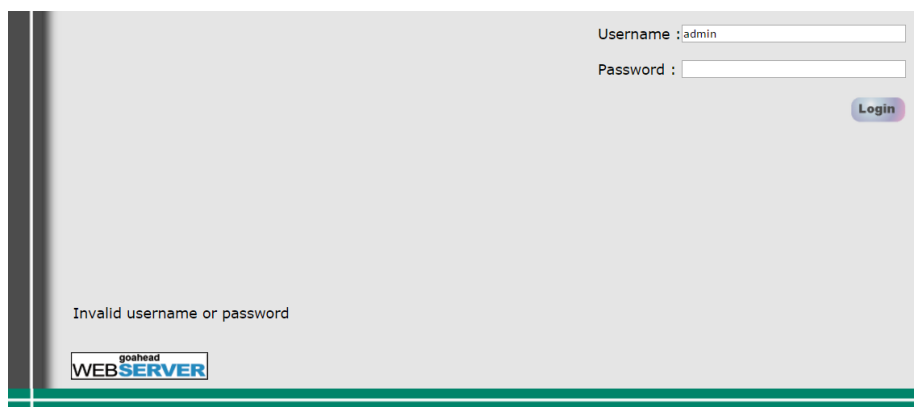 Username : admin
Password :
Login
Invalid username or password
goahead
WEBSERVER